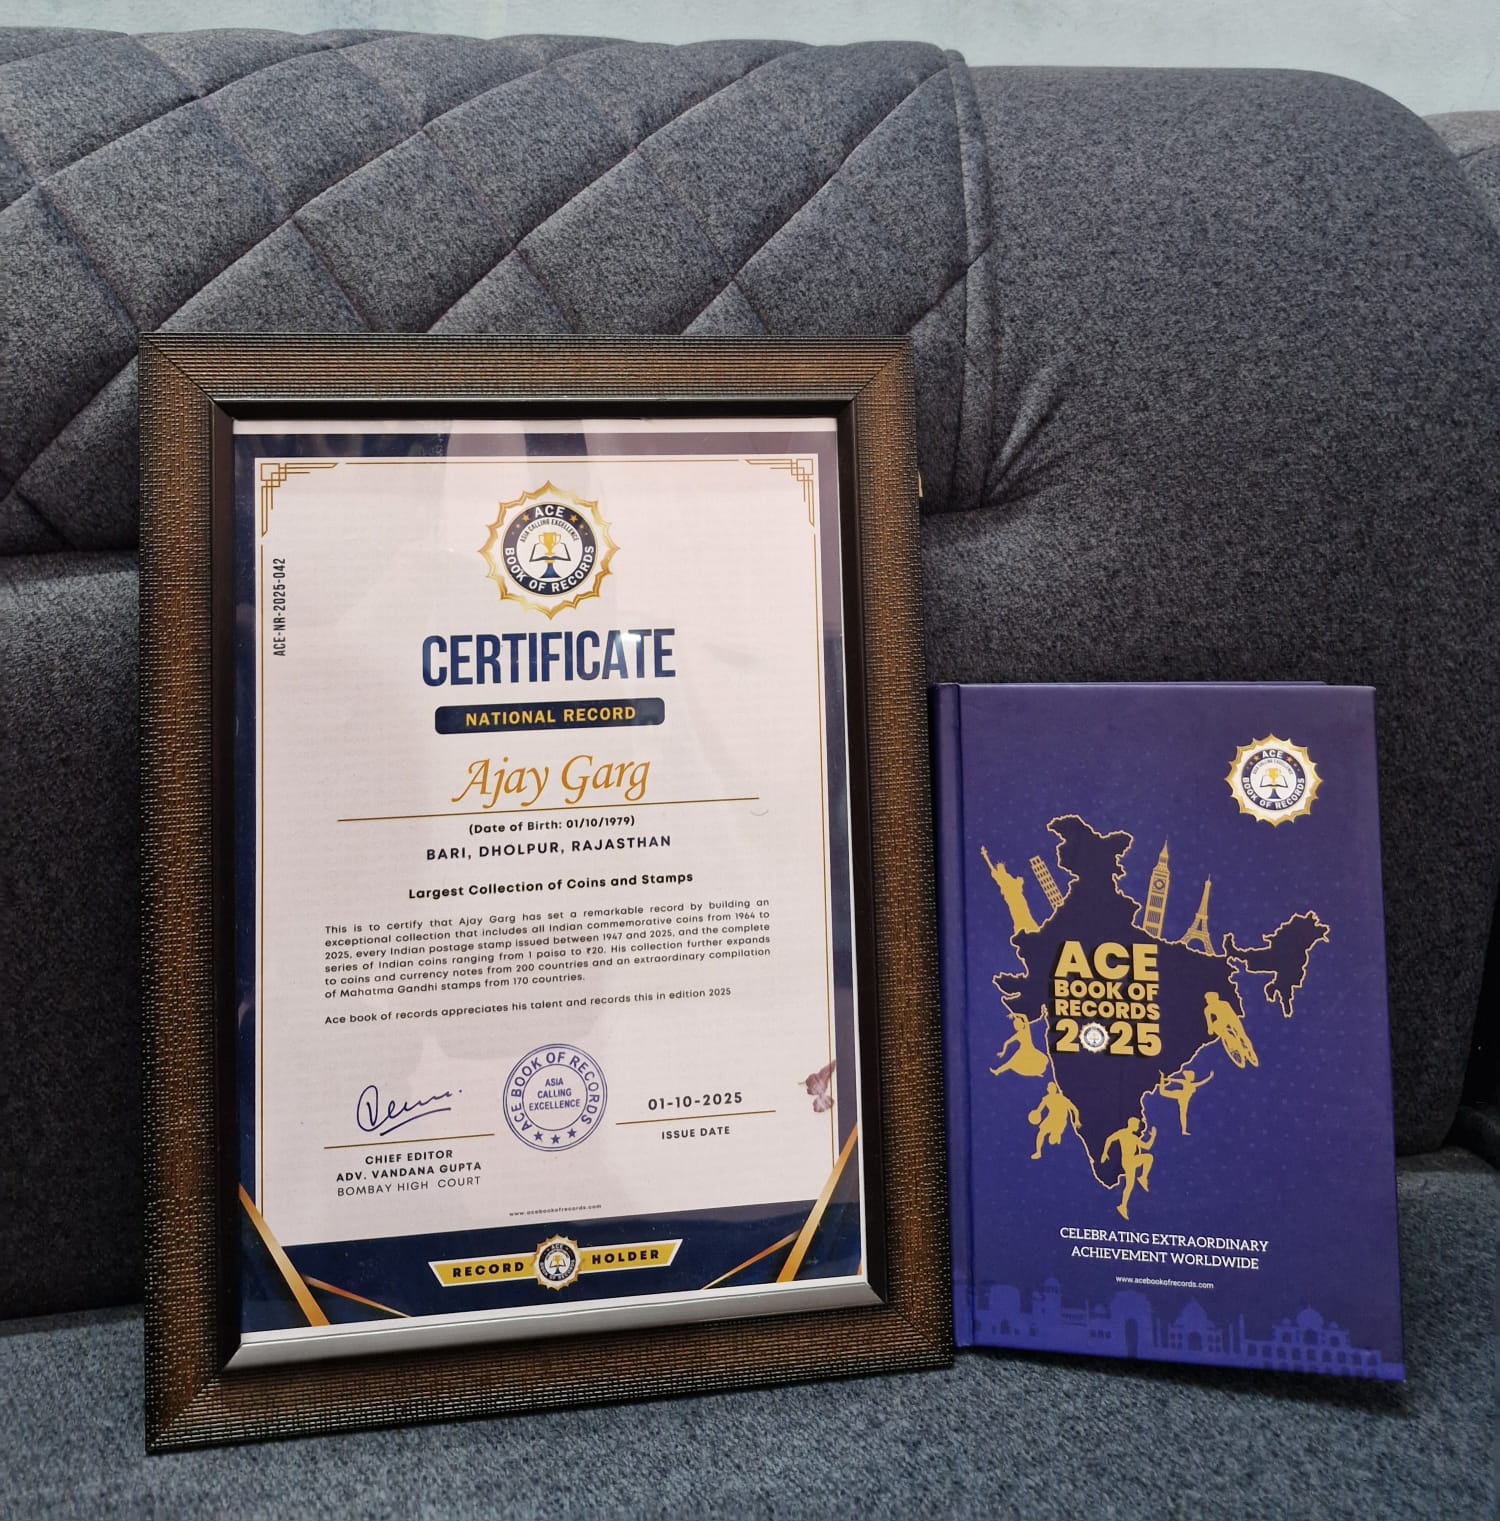 ACE-NR-2025-042
ACE
ASIA CALLING EXCELLENCE
BOOK OF RECORDS
CERTIFICATE
NATIONAL RECORD
Ajay Garg
(Date of Birth: 01/10/1979)
BARI, DHOLPUR, RAJASTHAN
Largest Collection of Coins and Stamps
This is to certify that Ajay Garg has set a remarkable record by building an
exceptional collection that includes all Indian commemorative coins from 1964 to
2025, every Indian postage stamp issued between 1947 and 2025, and the complete
series of Indian coins ranging from 1 paisa to ₹20. His collection further expands
to coins and currency notes from 200 countries and an extraordinary compilation
of Mahatma Gandhi stamps from 170 countries.
Ace book of records appreciates his talent and records this in edition 2025
ACE BOOK OF RECORDS
ASIA
CALLING
EXCELLENCE
01-10-2025
ISSUE DATE
CHIEF EDITOR
ADV. VANDANA GUPTA
BOMBAY HIGH COURT
www.acebookofrecords.com
RECORD HOLDER
ACE
BOOK OF RECORDS
ACE
BOOK OF
RECORDS
2025
CELEBRATING EXTRAORDINARY
ACHIEVEMENT WORLDWIDE
www.acebookofrecords.com